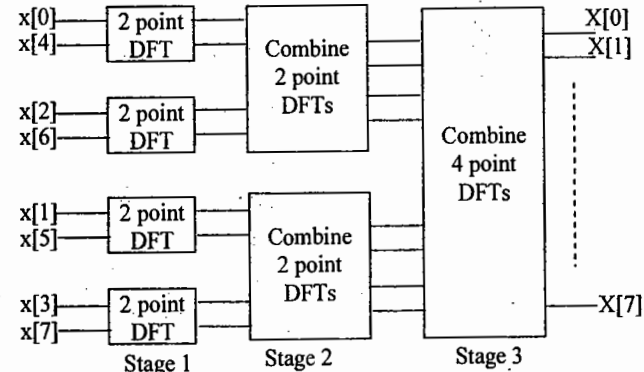 x[0]
x[4]
2 point
DFT
x[2]
x[6]
2 point
DFT
x[1]
x[5]
2 point
DFT
x[3]
x[7]
2 point
DFT
Stage 1
Combine
2 point
DFTs
Combine
2 point
DFTs
Stage 2
Combine
4 point
DFTs
Stage 3
X[0]
X[1]
X[7]